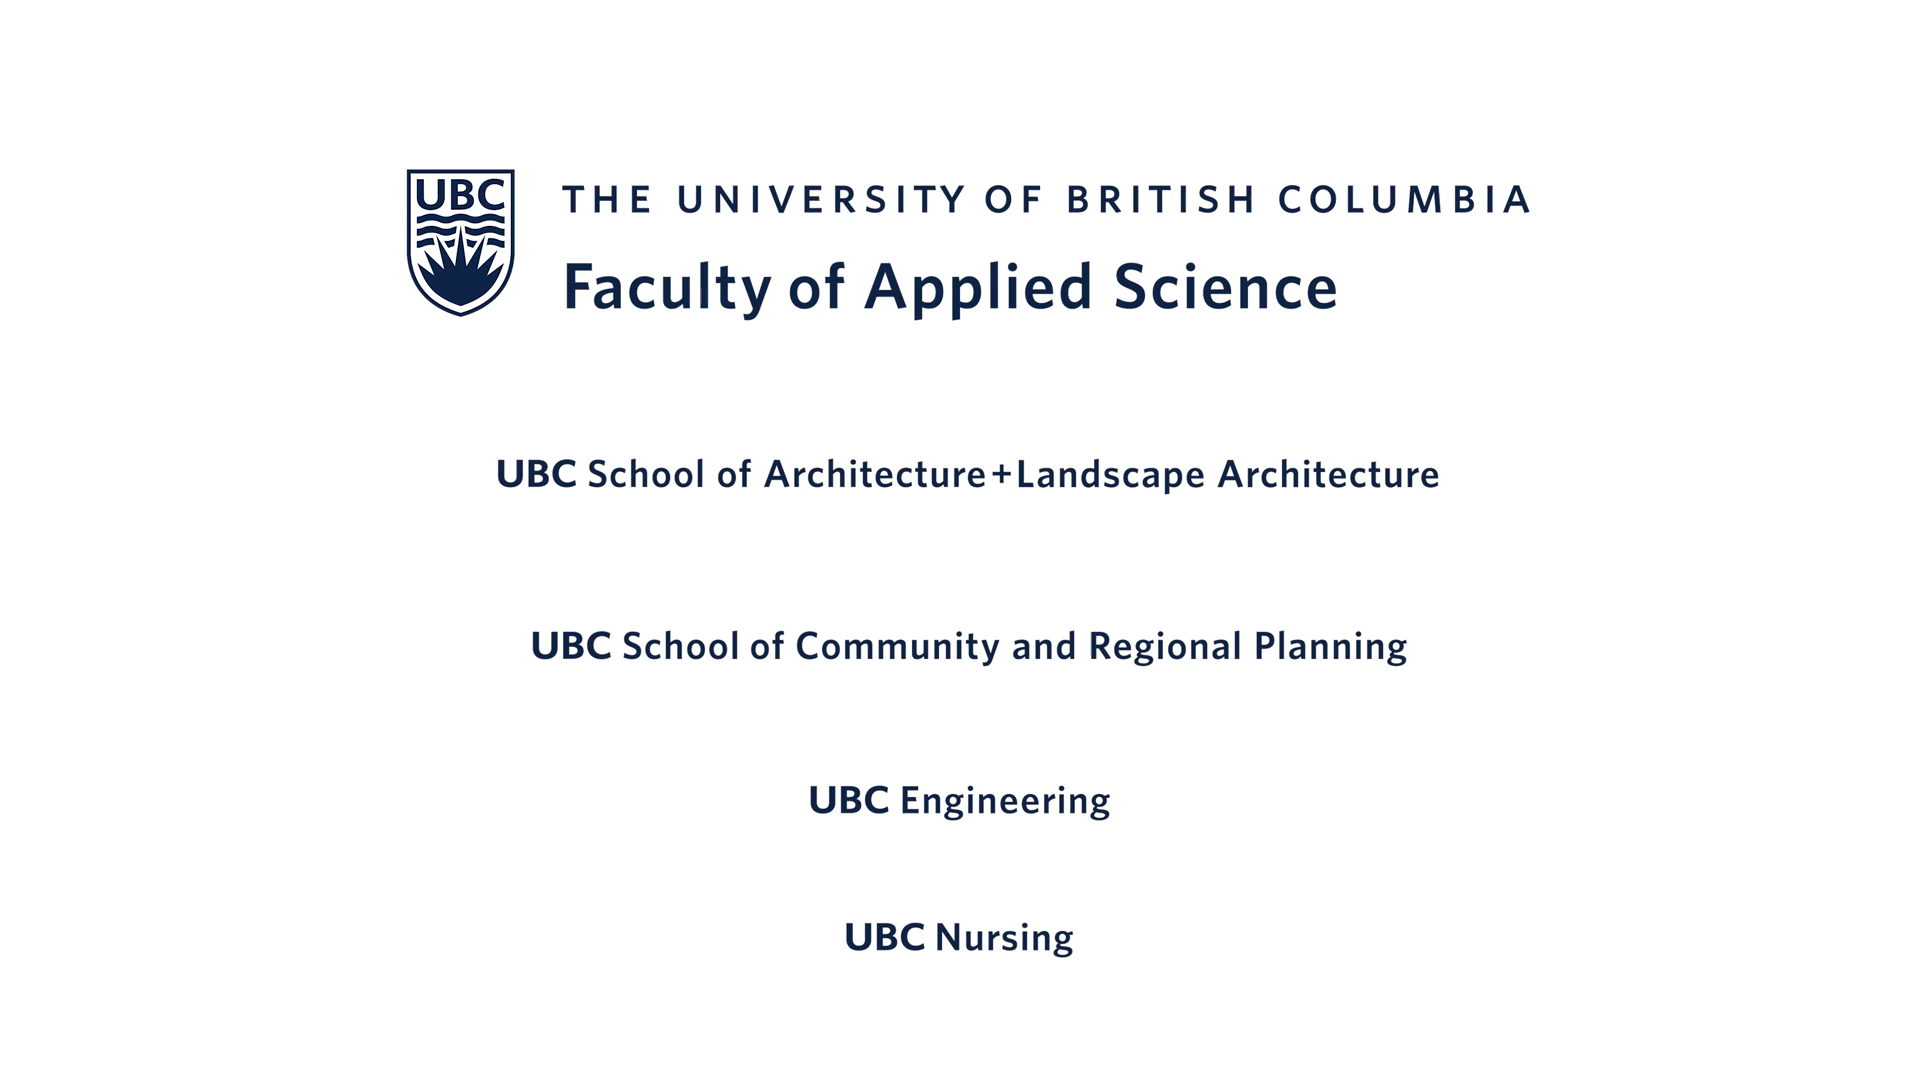 UBC
THE UNIVERSITY OF BRITISH COLUMBIA
Faculty of Applied Science
UBC School of Architecture+Landscape Architecture
UBC School of Community and Regional Planning
UBC Engineering
UBC Nursing